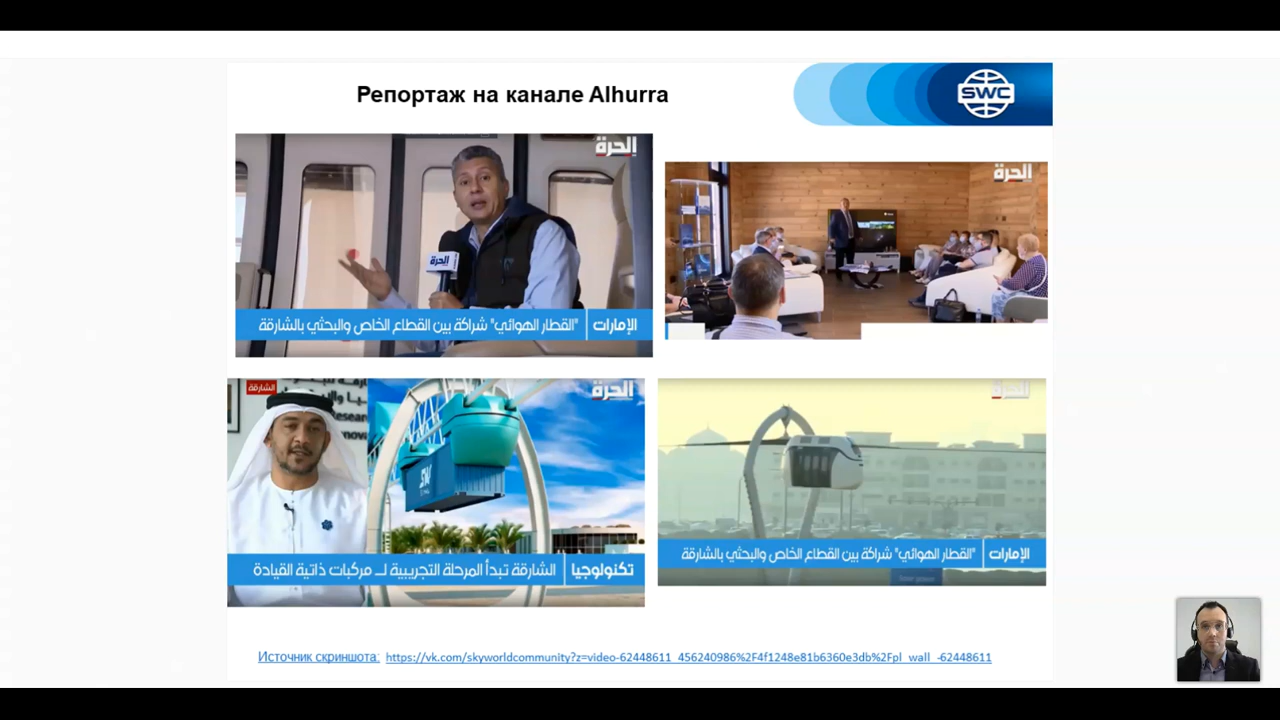 Репортаж на канале Alhurra
SWC
الحرة
الحرة
الحرة
الإمارات "القطار الهوائي" شراكة بين القطاع الخاص والبحثي بالشارقة
الشارقة
الحرة
الحرة
تكنولوجيا الشارقة تبدأ المرحلة التجريبية لـ مركبات ذاتية القيادة
الإمارات "القطار الهوائي" شراكة بين القطاع الخاص والبحثي بالشارقة
Источник скриншота: https://vk.com/skyworldcommunity?z=video-62448611_456240986%2F4f1248e81b6360e3db%2Fpl_wall_-62448611